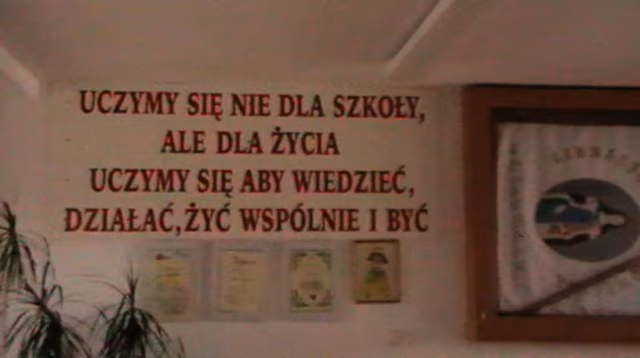 UCZYMY SIĘ NIE DLA SZKOŁY,
ALE DLA ŻYCIA
UCZYMY SIĘ ABY WIEDZIEĆ,
DZIAŁAĆ, ŻYĆ WSPÓLNIE I BYĆ